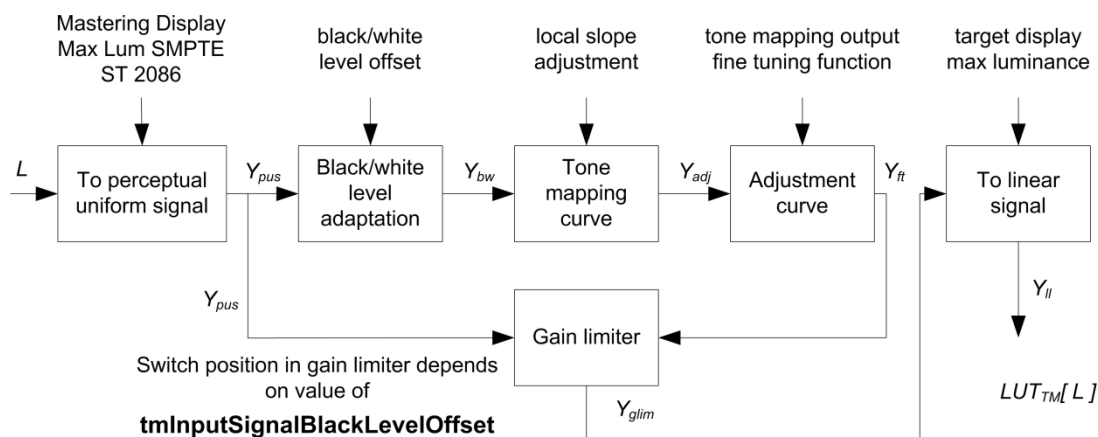 Mastering Display
Max Lum SMPTE
ST 2086
black/white
level offset
local slope
adjustment
tone mapping output
fine tuning function
target display
max luminance
L
To perceptual
uniform signal
Ypus
Black/white
level
adaptation
Ybw
Tone
mapping
curve
Yadj
Adjustment
curve
Yft
To linear
signal
Ypus
Gain limiter
Yll
Switch position in gain limiter depends
on value of
tmInputSignalBlackLevelOffset
Yglim
LUTTM[ L ]